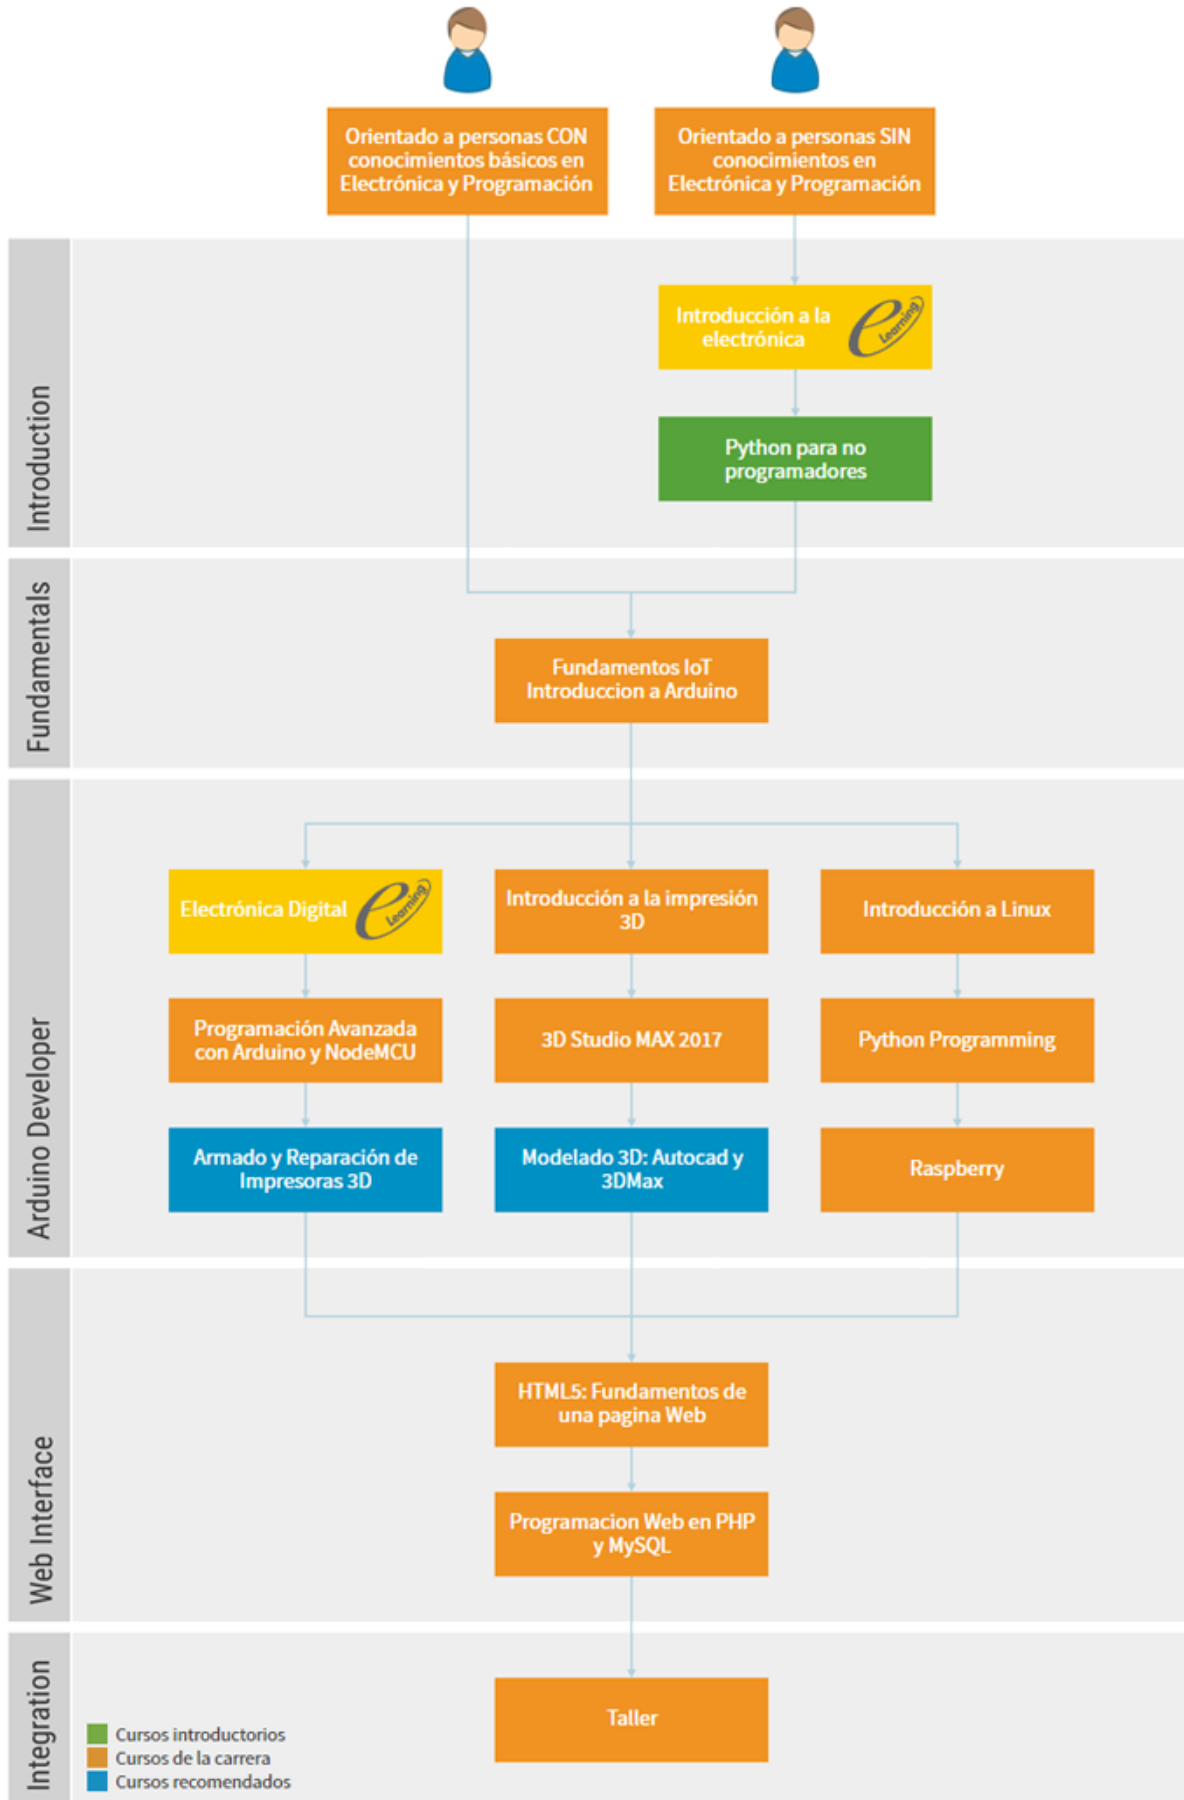 Orientado a personas CON
conocimientos básicos en
Electrónica y Programación
Orientado a personas SIN
conocimientos en
Electrónica y Programación
Introduction
Introducción a la
electrónica
e Learning
Python para no
programadores
Fundamentals
Fundamentos IoT
Introduccion a Arduino
Arduino Developer
Electrónica Digital
e Learning
Introducción a la impresión
3D
Introducción a Linux
Programación Avanzada
con Arduino y NodeMCU
3D Studio MAX 2017
Python Programming
Armado y Reparación de
Impresoras 3D
Modelado 3D: Autocad y
3DMax
Raspberry
Web Interface
HTML5: Fundamentos de
una pagina Web
Programacion Web en PHP
y MySQL
Integration
Taller
Cursos introductorios
Cursos de la carrera
Cursos recomendados